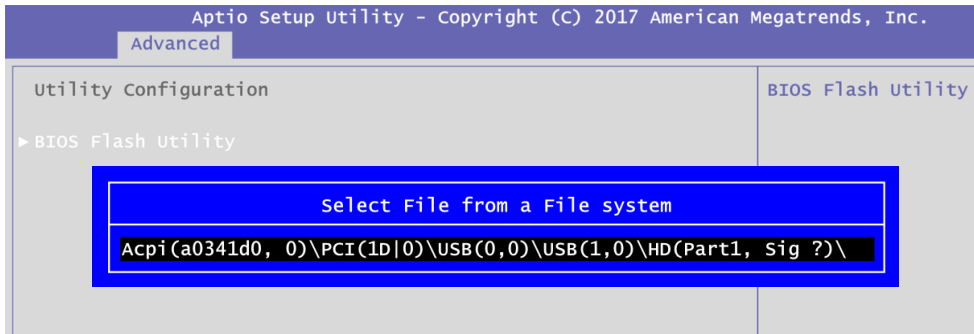 Aptio Setup Utility - Copyright (C) 2017 American Megatrends, Inc.
Advanced
Utility Configuration
BIOS Flash Utility
►BIOS Flash Utility
Select File from a File system
Acpi(a0341d0, 0)\PCI(1D|0)\USB(0,0)\USB(1,0)\HD(Part1, Sig ?)\